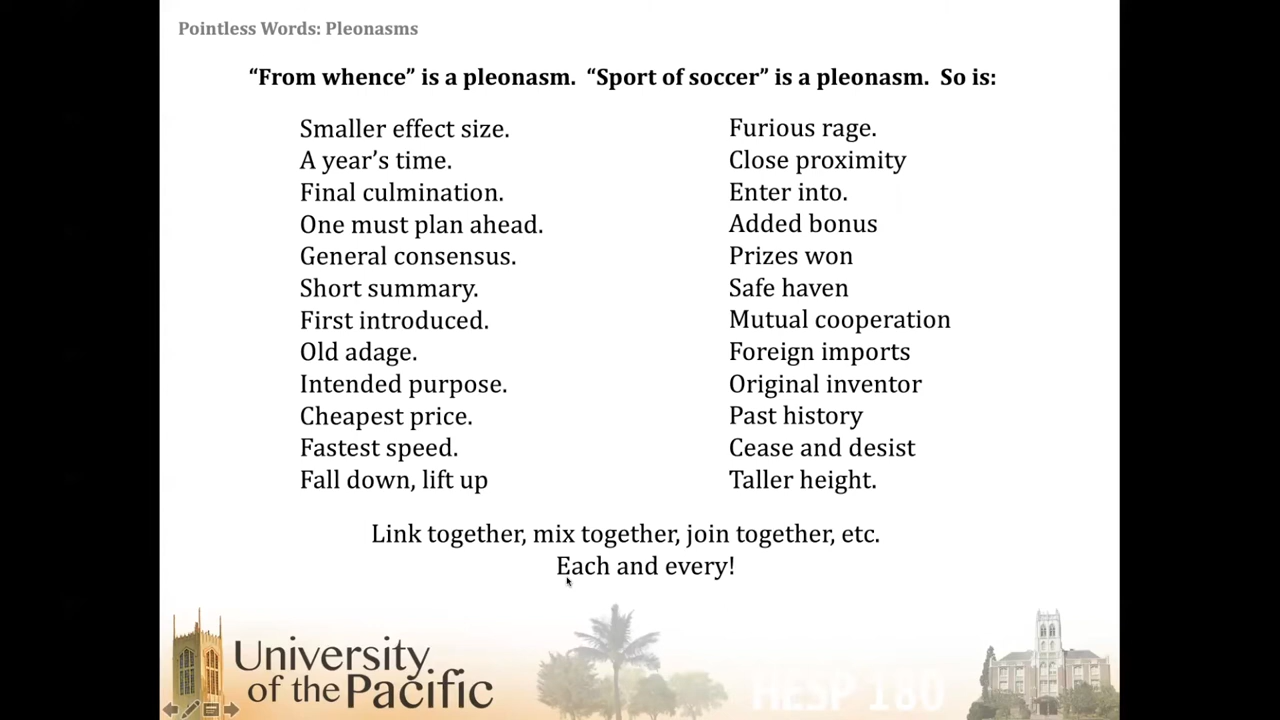 Pointless Words: Pleonasms
“From whence” is a pleonasm. “Sport of soccer” is a pleonasm. So is:
Smaller effect size.
A year’s time.
Final culmination.
One must plan ahead.
General consensus.
Short summary.
First introduced.
Old adage.
Intended purpose.
Cheapest price.
Fastest speed.
Fall down, lift up
Furious rage.
Close proximity
Enter into.
Added bonus
Prizes won
Safe haven
Mutual cooperation
Foreign imports
Original inventor
Past history
Cease and desist
Taller height.
Link together, mix together, join together, etc.
Each and every!
University
of the Pacific
HESP 180